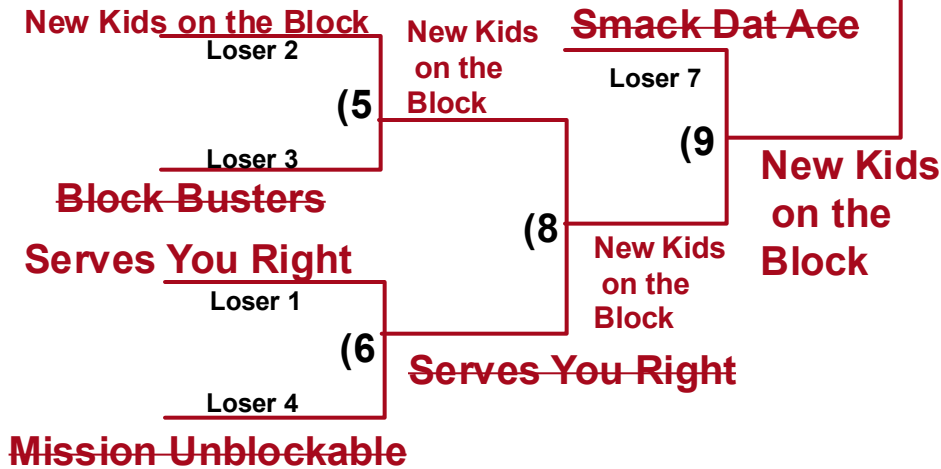 New Kids on the Block
Loser 2
(5
Loser 3
Block Busters
Serves You Right
Loser 1
(6
Loser 4
Mission Unblockable
New Kids
on the
Block
(8
Serves You Right
Smack Dat Ace
Loser 7
(9
New Kids
on the
Block
New Kids
on the
Block